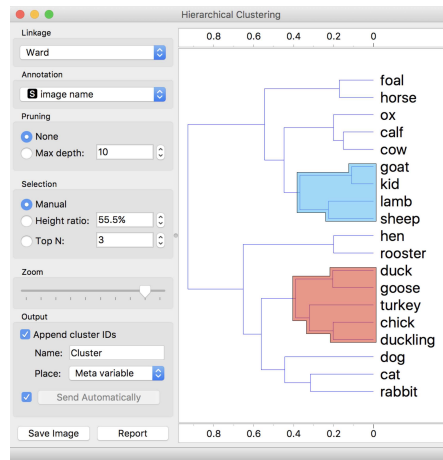 Hierarchical Clustering
Linkage
Ward
Annotation
S image name
Pruning
None
Max depth: 10
Selection
Manual
Height ratio: 55.5%
Top N: 3
Zoom
Output
Append cluster IDs
Name: Cluster
Place: Meta variable
Send Automatically
Save Image Report
0.8 0.6 0.4 0.2 0
foal
horse
ox
calf
cow
goat
kid
lamb
sheep
hen
rooster
duck
goose
turkey
chick
duckling
dog
cat
rabbit
0.8 0.6 0.4 0.2 0